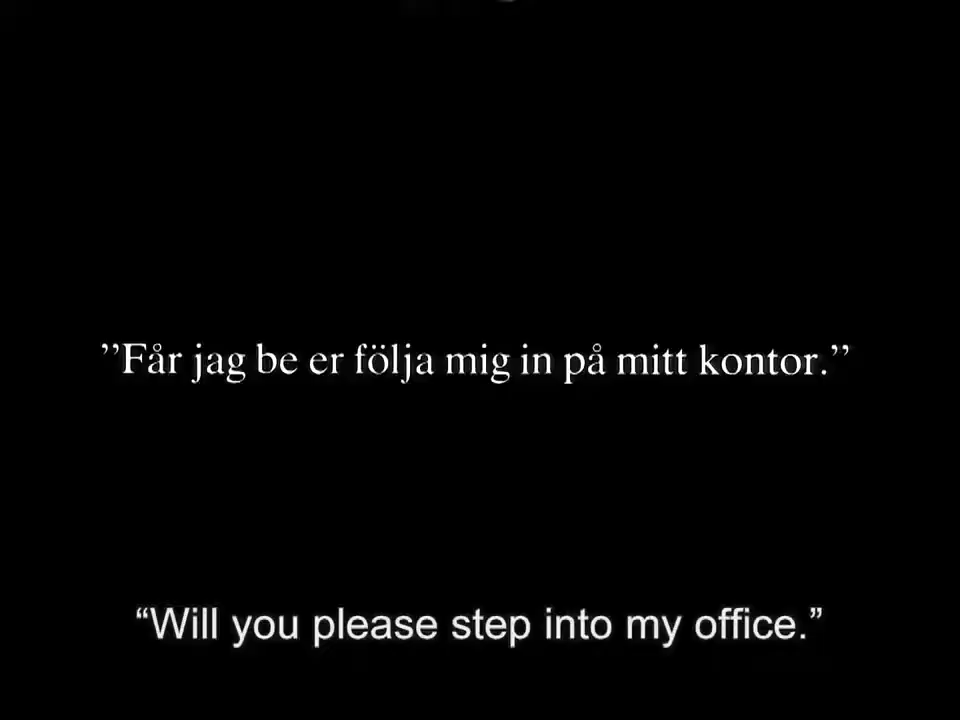 ”Får jag be er följa mig in på mitt kontor.”
“Will you please step into my office.”